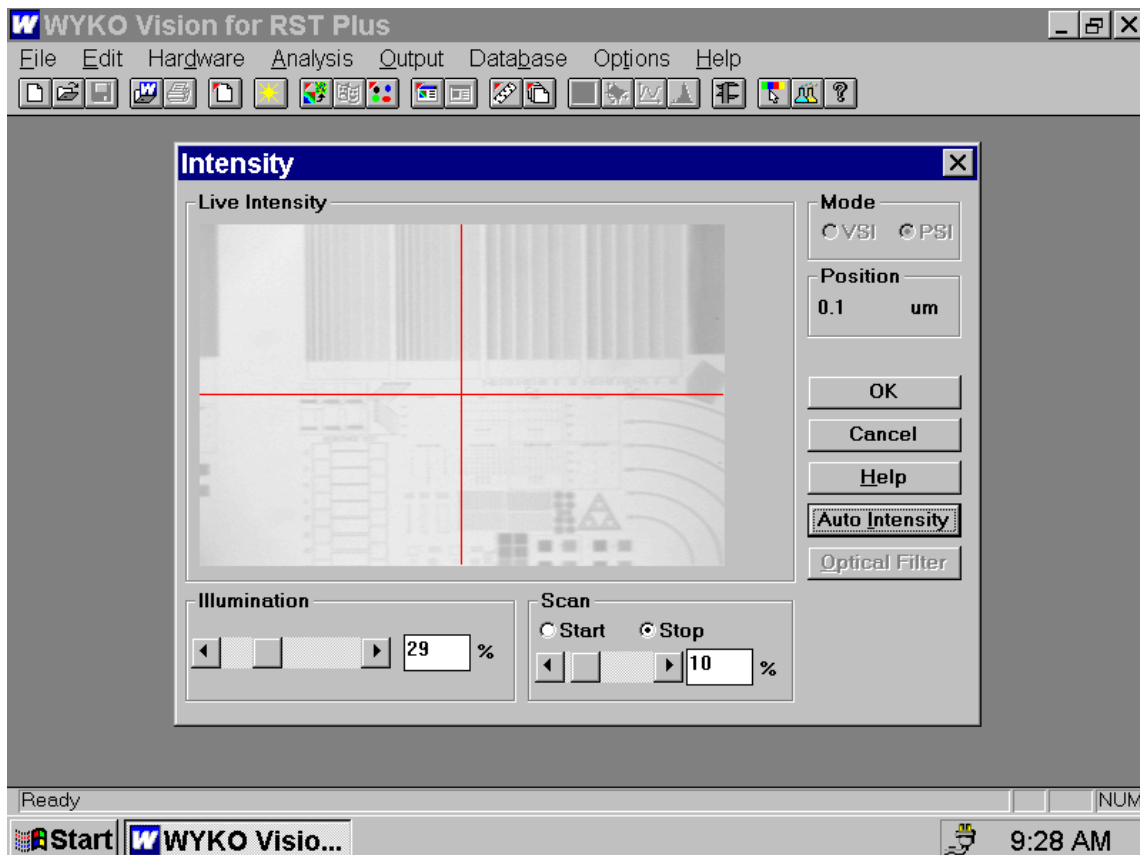 WYKO Vision for RST Plus
File Edit Hardware Analysis Output Database Options Help
Intensity
Live Intensity
Mode
VSI PSI
Position
0.1 um
OK
Cancel
Help
Auto Intensity
Optical Filter
Illumination
29 %
Scan
Start Stop
10 %
Ready NUM
Start WYKO Visio... 9:28 AM